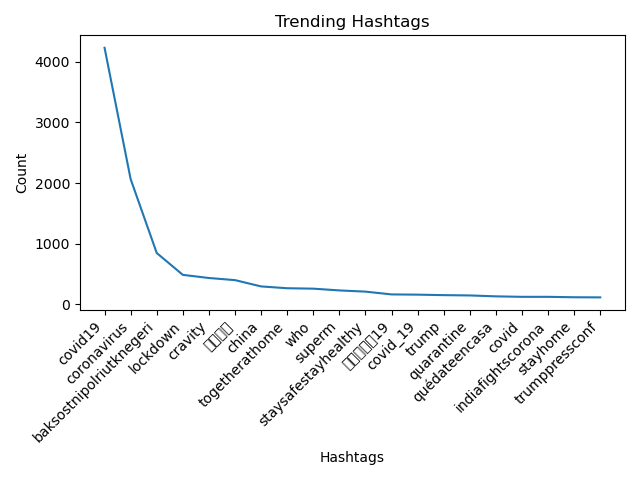 Trending Hashtags
Count
4000
3000
2000
1000
0
covid19
coronavirus
baksostnipolriutknegeri
lockdown
cravity
china
togetherathome
who
superm
staysafestayhealthy
19
covid_19
trump
quarantine
quédateencasa
covid
indiafightscorona
stayhome
trumppressconf
Hashtags